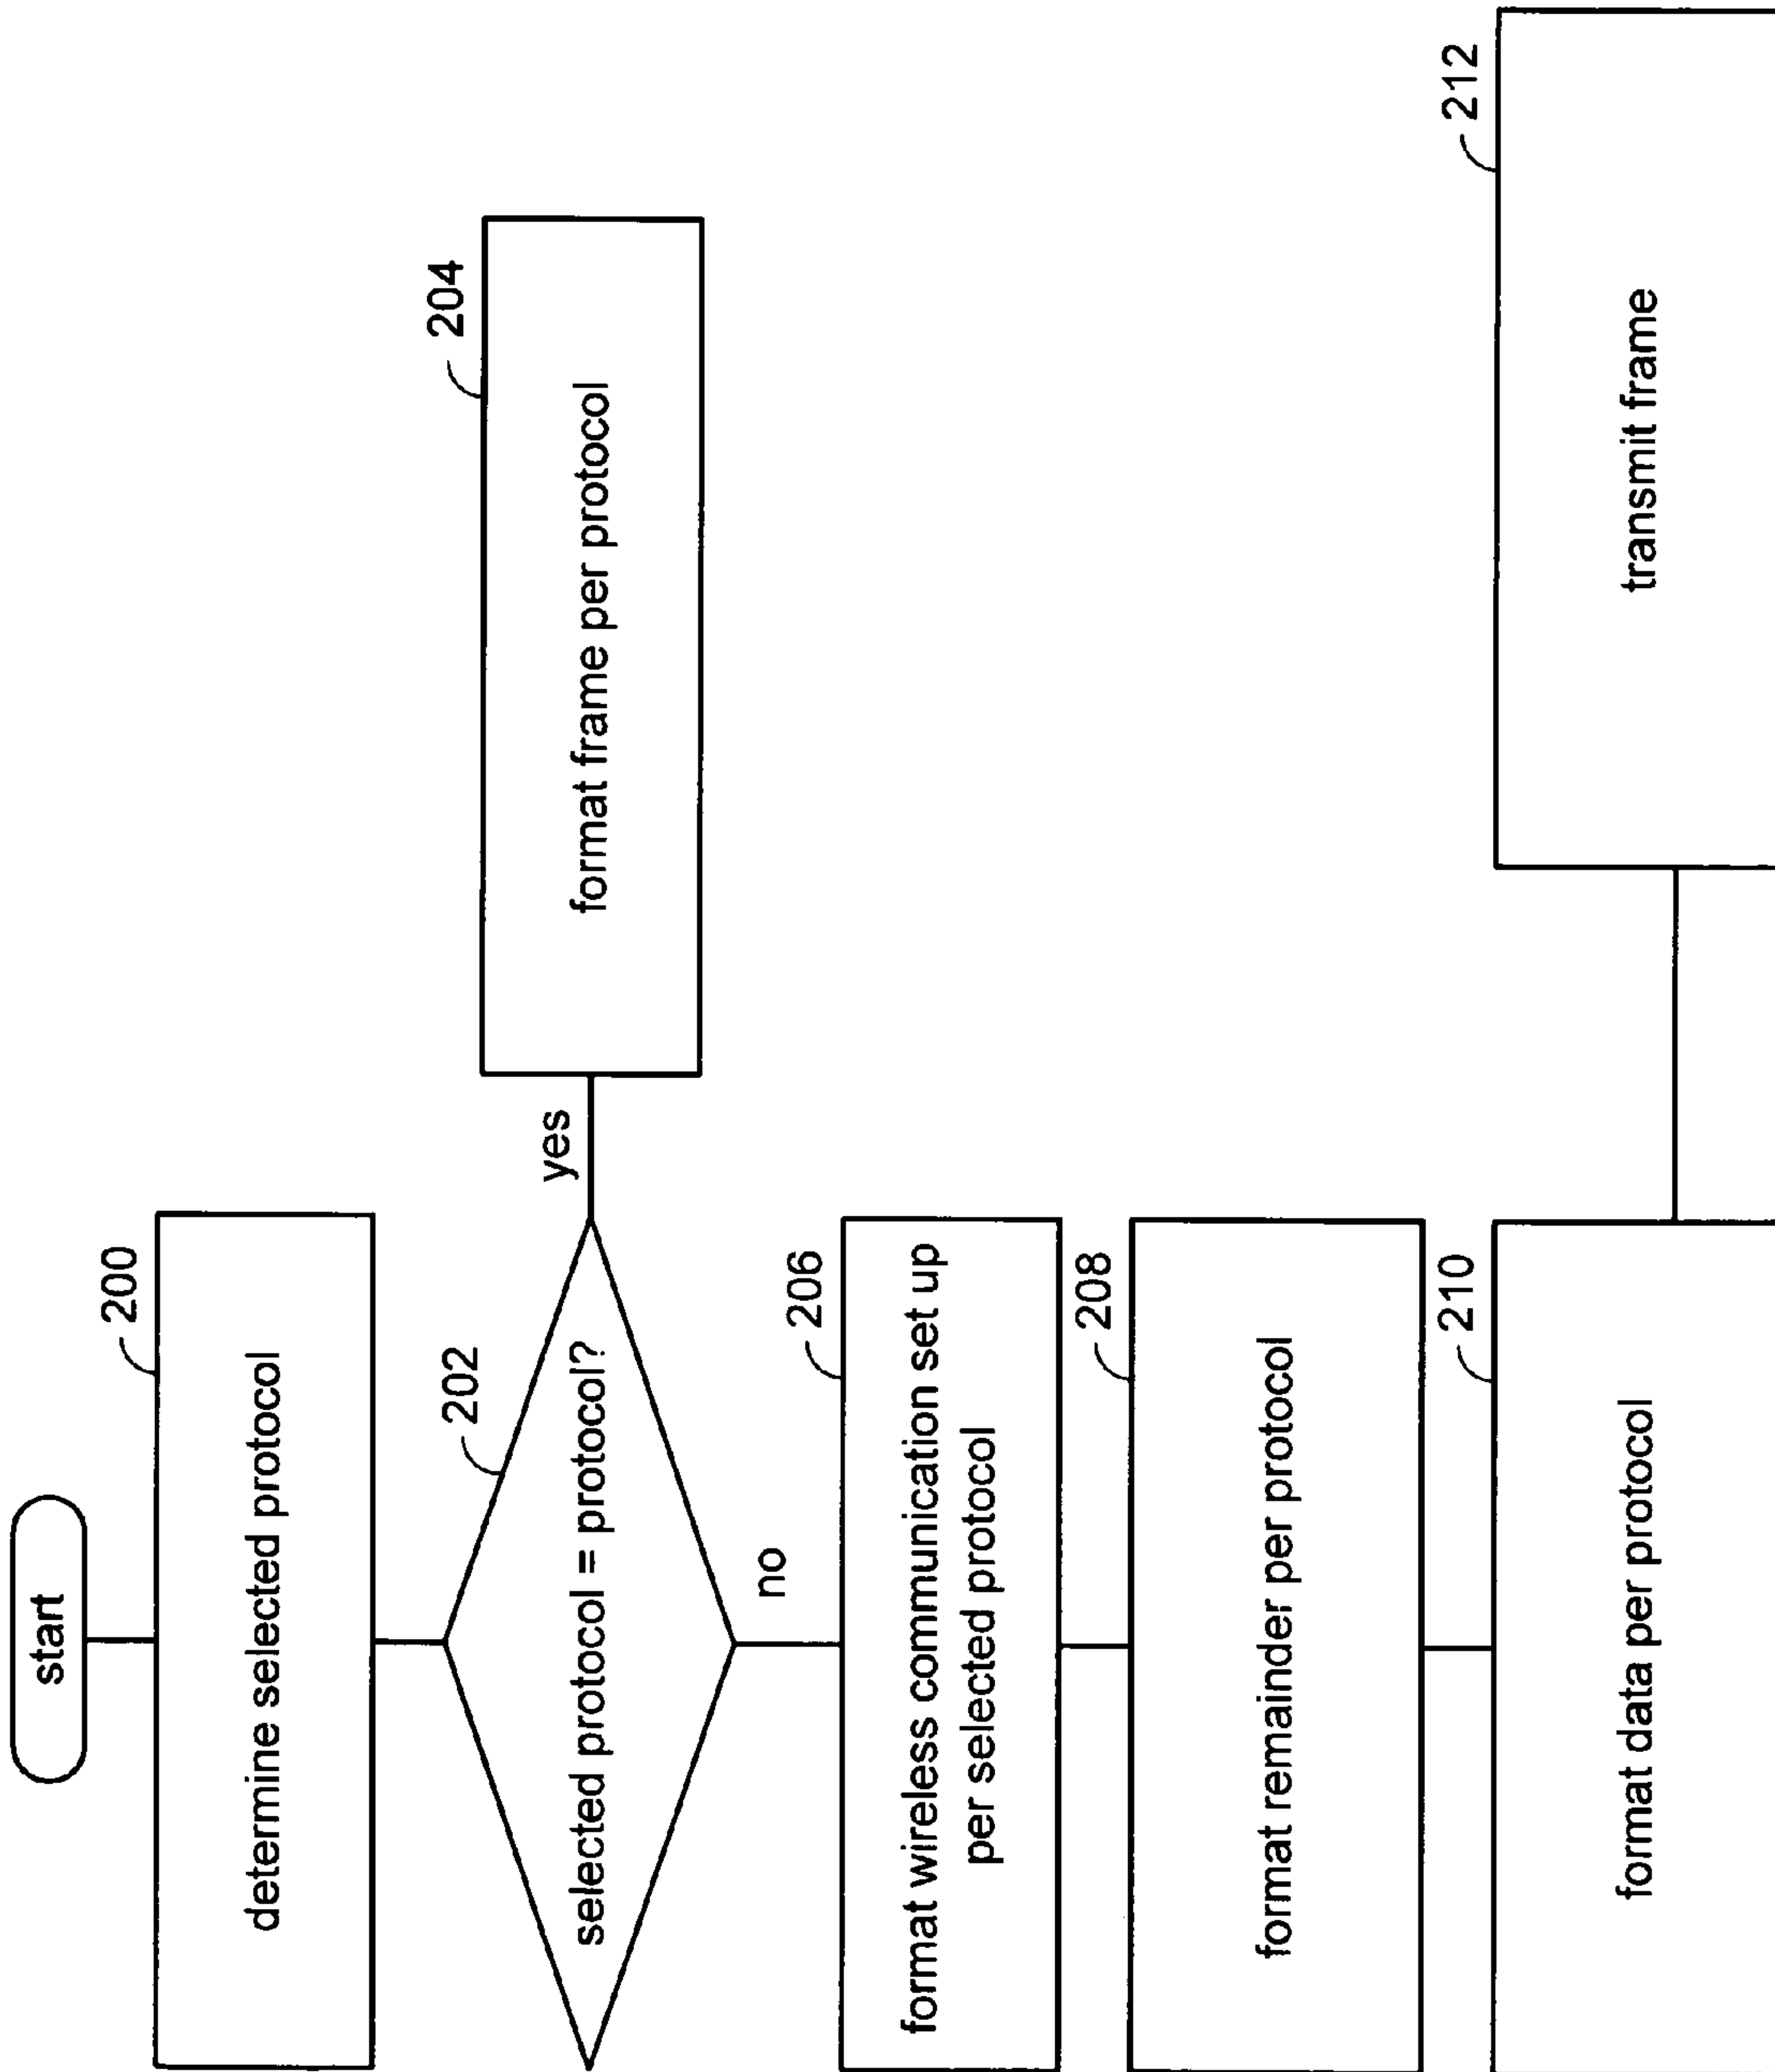 start
200
determine selected protocol
202
selected protocol = protocol?
yes
204
format frame per protocol
no
206
format wireless communication set up
per selected protocol
208
format remainder per protocol
210
format data per protocol
212
transmit frame